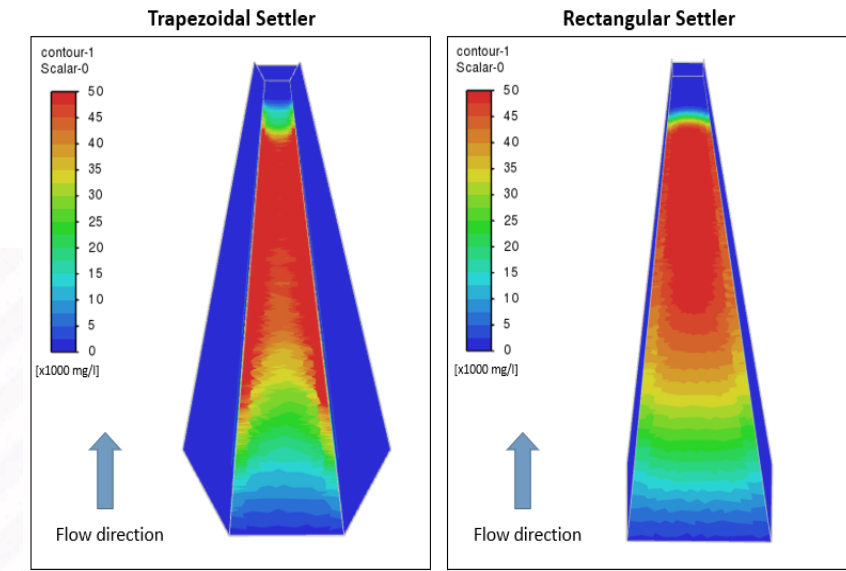 Trapezoidal Settler
contour-1
Scalar-0
50
45
40
35
30
25
20
15
10
5
0
[x1000 mg/l]
Flow direction
Rectangular Settler
contour-1
Scalar-0
50
45
40
35
30
25
20
15
10
5
0
[x1000 mg/l]
Flow direction